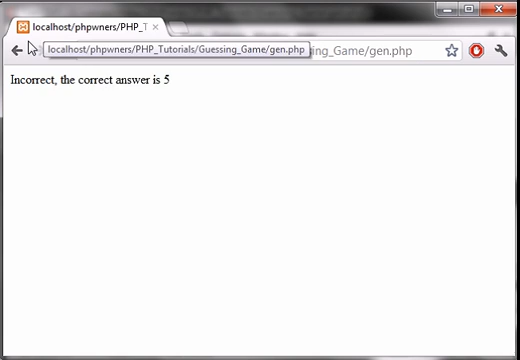 localhost/phpwners/PHP_T
localhost/phpwners/PHP_Tutorials/Guessing_Game/gen.php
ing_Game/gen.php
Incorrect, the correct answer is 5